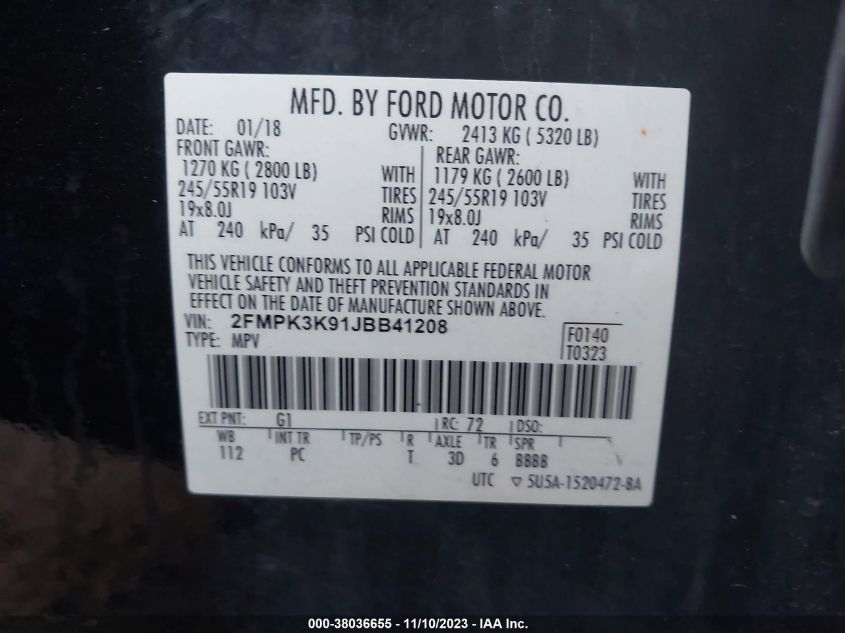 MFD. BY FORD MOTOR CO.
DATE: 01/18 GVWR: 2413 KG ( 5320 LB)
FRONT GAWR: REAR GAWR:
1270 KG ( 2800 LB) WITH 1179 KG ( 2600 LB) WITH
245/55R19 103V TIRES 245/55R19 103V TIRES
19x8.0J RIMS 19x8.0J RIMS
AT 240 kPa/ 35 PSI COLD AT 240 kPa/ 35 PSI COLD
THIS VEHICLE CONFORMS TO ALL APPLICABLE FEDERAL MOTOR
VEHICLE SAFETY AND THEFT PREVENTION STANDARDS IN
EFFECT ON THE DATE OF MANUFACTURE SHOWN ABOVE.
VIN: 2FMPK3K91JBB41208 F0140
TYPE: MPV T0323
EXT PNT: G1 RC: 72 DSO:
WB INT TR TP/PS R AXLE TR SPR
112 PC T 3D 6 BBBB
UTC ▽ 5U5A-1520472-BA
000-38036655 - 11/10/2023 - IAA Inc.